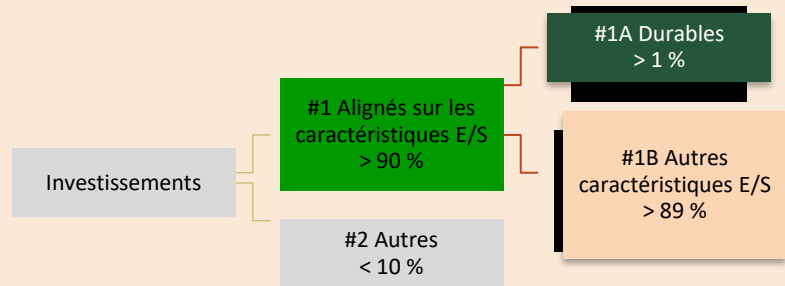 #1A Durables
> 1 %
#1 Alignés sur les
caractéristiques E/S
> 90 %
Investissements
#1B Autres
caractéristiques E/S
> 89 %
#2 Autres
< 10 %